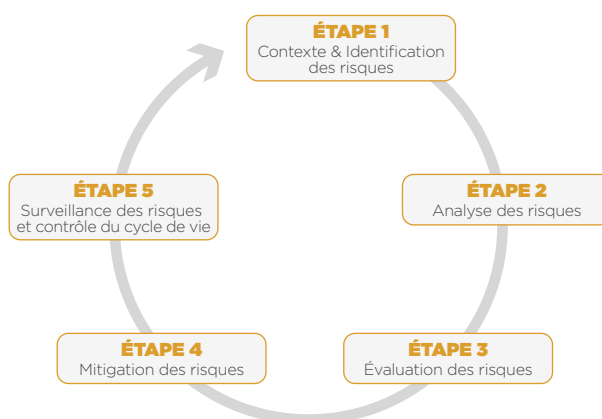 ÉTAPE 1
Contexte & Identification
des risques
ÉTAPE 2
Analyse des risques
ÉTAPE 3
Évaluation des risques
ÉTAPE 4
Mitigation des risques
ÉTAPE 5
Surveillance des risques
et contrôle du cycle de vie